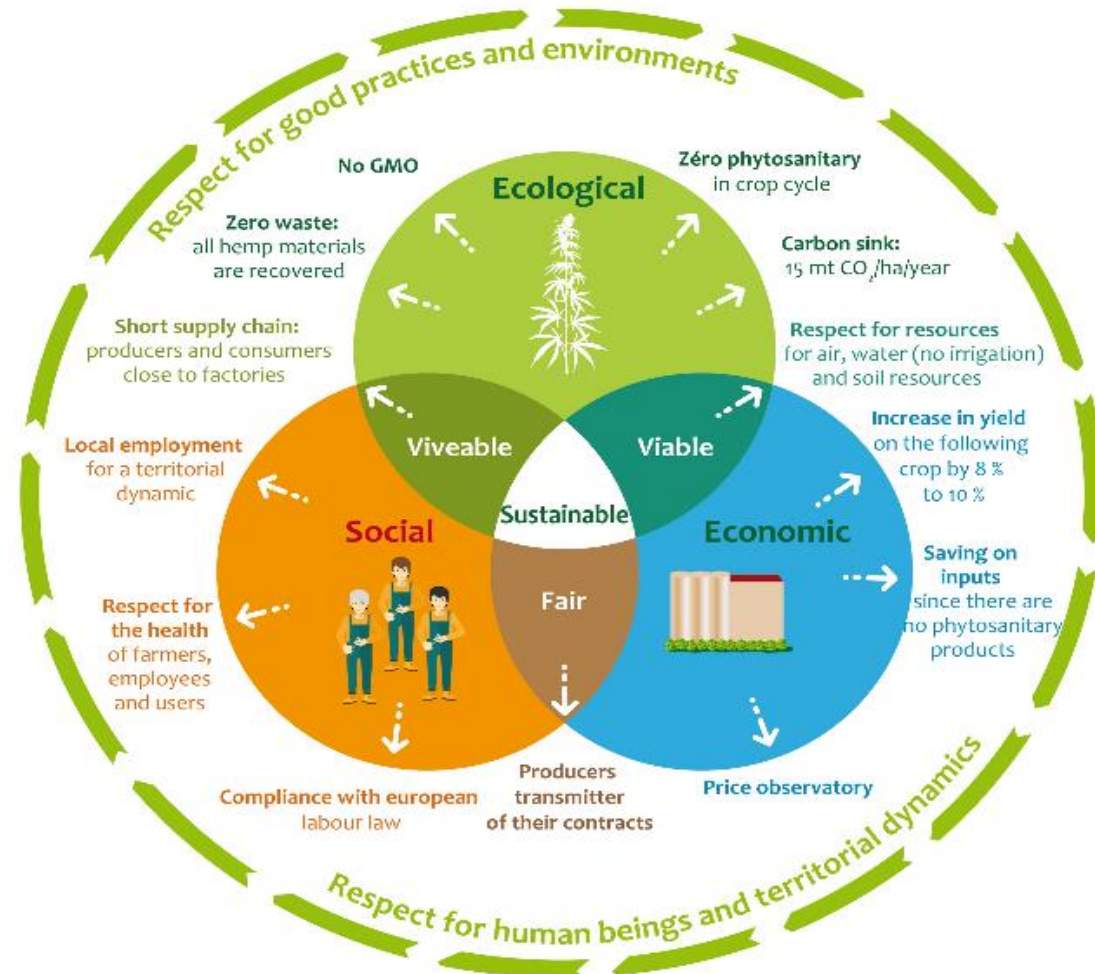 Respect for good practices and environments
No GMO
Zéro phytosanitary
in crop cycle
Ecological
Zero waste:
all hemp materials
are recovered
Carbon sink:
15 mt CO₂/ha/year
Short supply chain:
producers and consumers
close to factories
Respect for resources
for air, water (no irrigation)
and soil resources
Increase in yield
on the following
crop by 8 %
to 10 %
Local employment
for a territorial
dynamic
Viveable
Viable
Sustainable
Social
Economic
Saving on
inputs
since there are
no phytosanitary
products
Fair
Respect for
the health
of farmers,
employees
and users
Compliance with european
labour law
Producers
transmitter
of their contracts
Price observatory
Respect for human beings and territorial dynamics